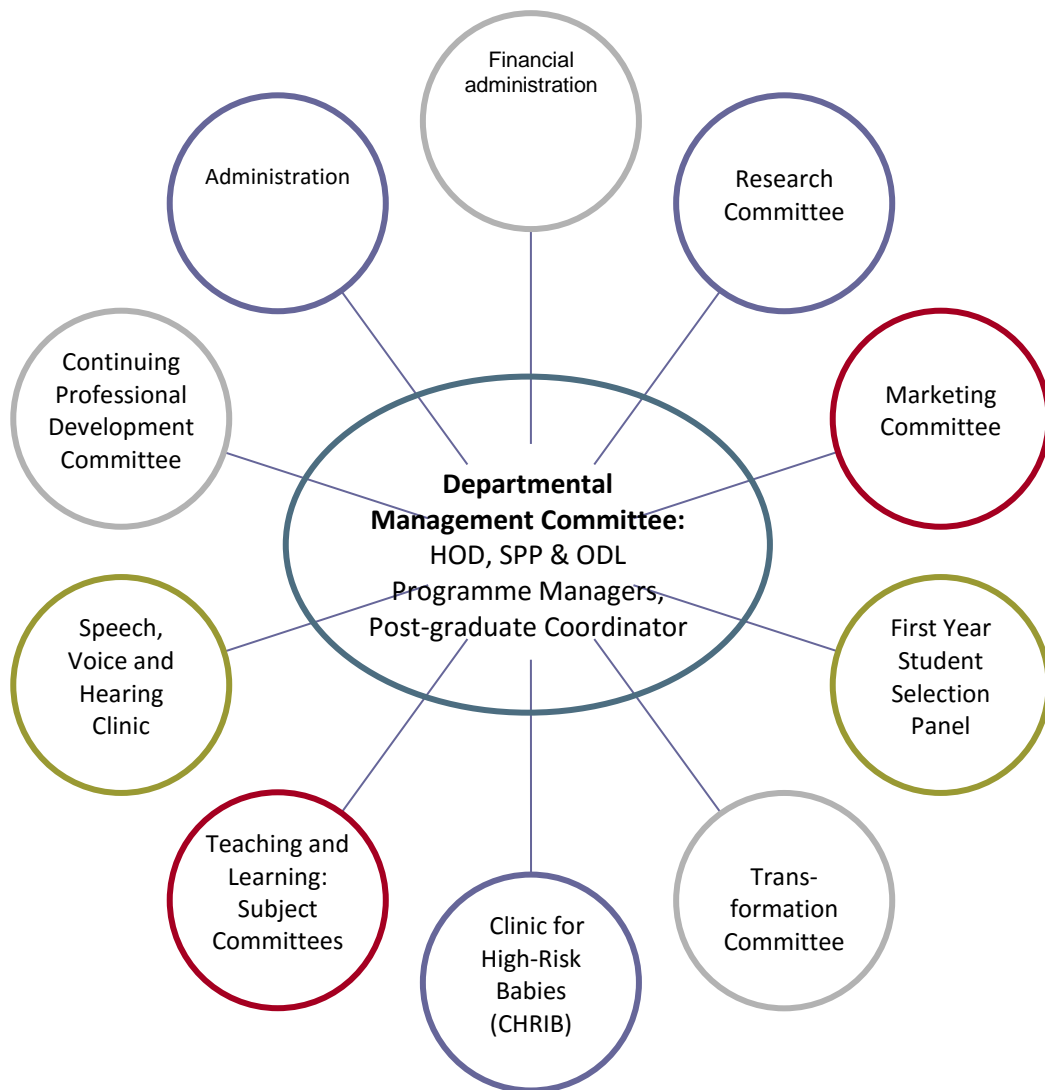 Financial
administration
Administration
Research
Committee
Continuing
Professional
Development
Committee
Marketing
Committee
Departmental
Management Committee:
HOD, SPP & ODL
Programme Managers,
Post-graduate Coordinator
Speech,
Voice and
Hearing
Clinic
First Year
Student
Selection
Panel
Teaching and
Learning:
Subject
Committees
Clinic for
High-Risk
Babies
(CHRIB)
Trans-
formation
Committee